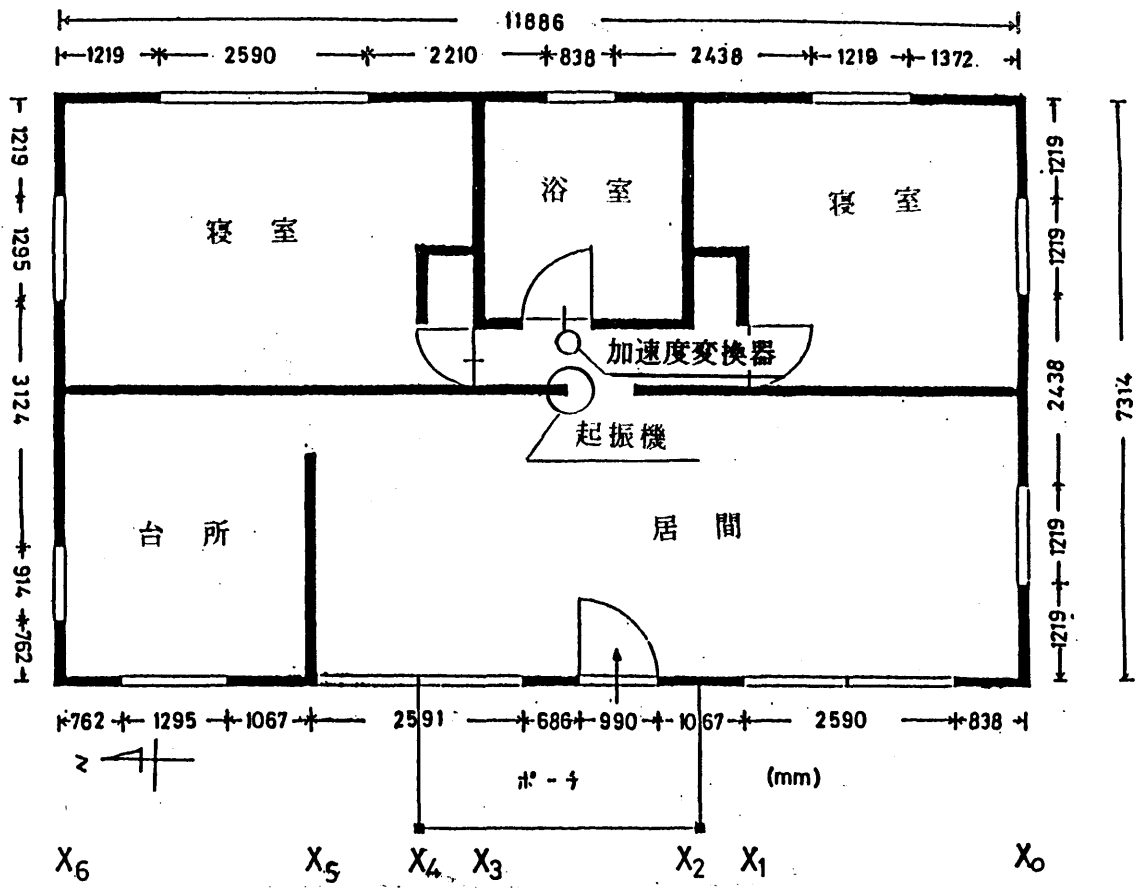 11886
1219 2590 2210 838 2438 1219 1372
1219 1295 3124 914 762
1219 1219 2438 1219 1219
7314
寝室
浴室
寝室
加速度変換器
起振機
台所
居間
762 1295 1067 2591 686 990 1067 2590 838
N
ポーチ
(mm)
X6 X5 X4 X3 X2 X1 X0